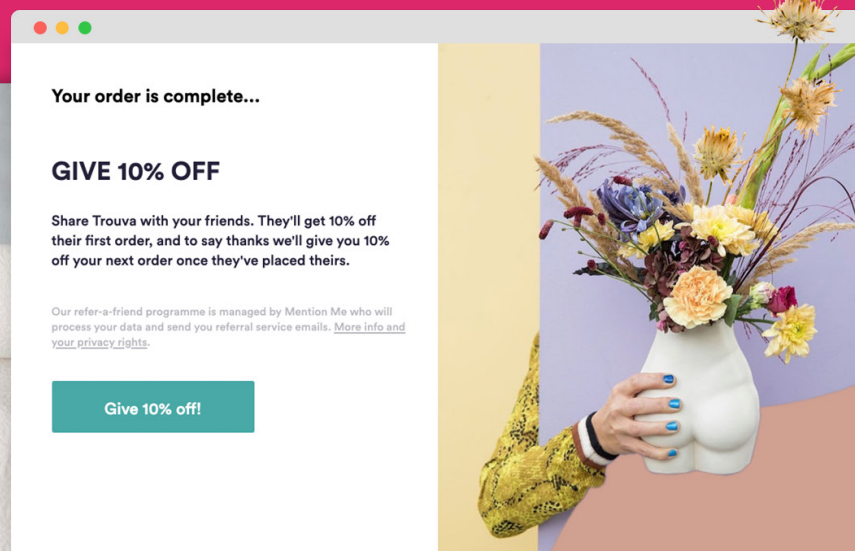 Your order is complete...
GIVE 10% OFF
Share Trouva with your friends. They'll get 10% off
their first order, and to say thanks we'll give you 10%
off your next order once they've placed theirs.
Our refer-a-friend programme is managed by Mention Me who will
process your data and send you referral service emails. More info and
your privacy rights.
Give 10% off!